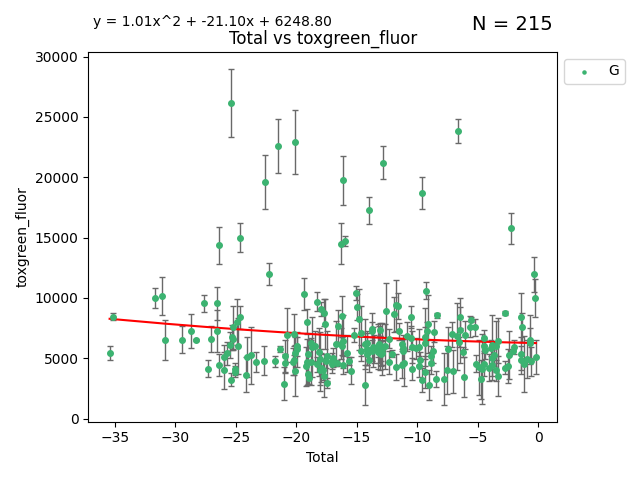 y = 1.01x^2 + -21.10x + 6248.80
N = 215
Total vs toxgreen_fluor
G
30000
25000
20000
15000
10000
5000
0
toxgreen_fluor
−35
−30
−25
−20
−15
−10
−5
0
Total